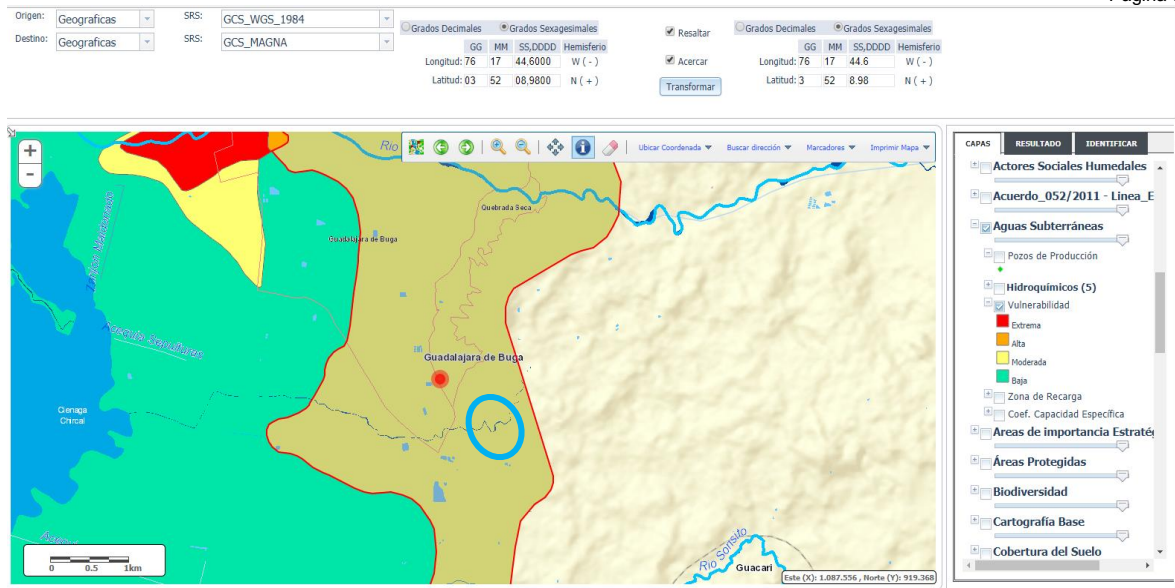 Página
Origen: Geograficas SRS: GCS_WGS_1984
Destino: Geograficas SRS: GCS_MAGNA
Grados Decimales Grados Sexagesimales
GG MM SS,DDDD Hemisferio
Longitud: 76 17 44,6000 W ( - )
Latitud: 03 52 08,9800 N ( + )
Resaltar
Acercar
Transformar
Grados Decimales Grados Sexagesimales
GG MM SS,DDDD Hemisferio
Longitud: 76 17 44.6 W ( - )
Latitud: 3 52 8.98 N ( + )
+
-
Rio
Ubicar Coordenada Buscar dirección Marcadores Imprimir Mapa
Quebrada Seca
Guadalajara de Buga
Acequia Sepulturas
Guadalajara de Buga
Cienaga
Chircal
Rio Sonsito
Guacari
0 0.5 1km
Este (X): 1.087.556 , Norte (Y): 919.368
CAPAS RESULTADO IDENTIFICAR
Actores Sociales Humedales
Acuerdo_052/2011 - Linea_E
Aguas Subterráneas
Pozos de Producción
Hidroquímicos (5)
Vulnerabilidad
Extrema
Alta
Moderada
Baja
Zona de Recarga
Coef. Capacidad Específica
Areas de importancia Estraté
Áreas Protegidas
Biodiversidad
Cartografía Base
Cobertura del Suelo